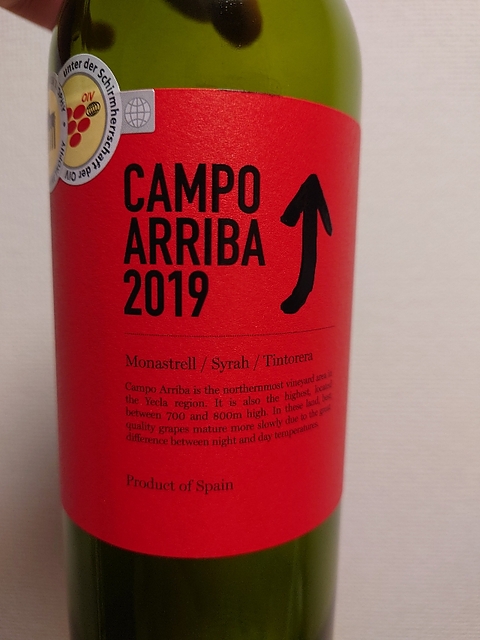 unter der Schirmherrschaft der OIV
OIV
CAMPO
ARRIBA
2019
Monastrell / Syrah / Tintorera
Campo Arriba is the northernmost vineyard area in
the Yecla region. It is also the highest, located
between 700 and 800m high. In these land, best
quality grapes mature more slowly due to the great
difference between night and day temperatures.
Product of Spain